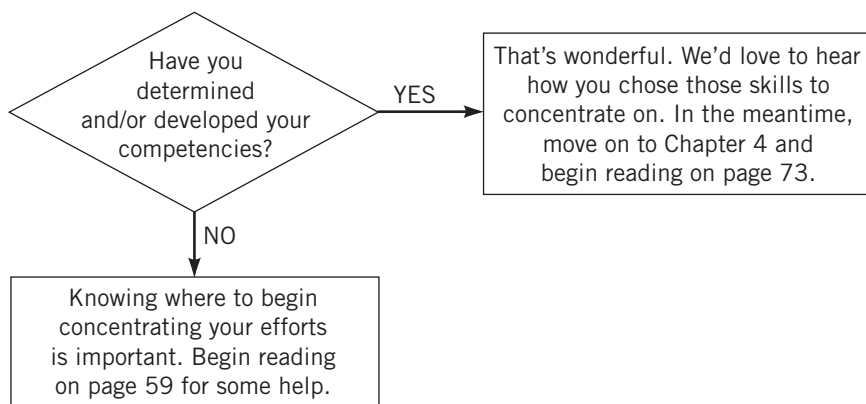 Have you
determined
and/or developed your
competencies?
YES
That's wonderful. We’d love to hear
how you chose those skills to
concentrate on. In the meantime,
move on to Chapter 4 and
begin reading on page 73.
NO
Knowing where to begin
concentrating your efforts
is important. Begin reading
on page 59 for some help.